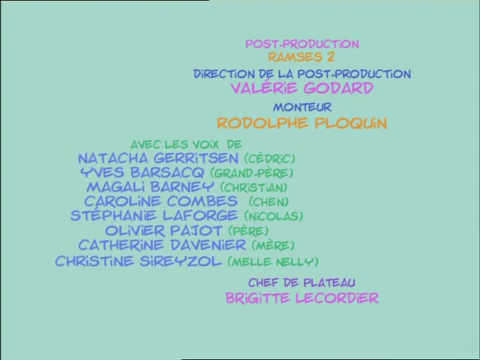 POST-PRODUCTION
RAMSES 2
DIRECTION DE LA POST-PRODUCTION
VALÉRIE GODARD
MONTEUR
RODOLPHE PLOQUIN
AVEC LES VOIX DE
NATACHA GERRITSEN (CÉDRIC)
YVES BARSACQ (GRAND-PÈRE)
MAGALI BARNEY (CHRISTIAN)
CAROLINE COMBES (CHEN)
STÉPHANIE LAFORGE (NICOLAS)
OLIVIER PAJOT (PÈRE)
CATHERINE DAVENIER (MÈRE)
CHRISTINE SIREYZOL (MELLE NELLY)
CHEF DE PLATEAU
BRIGITTE LECORDIER